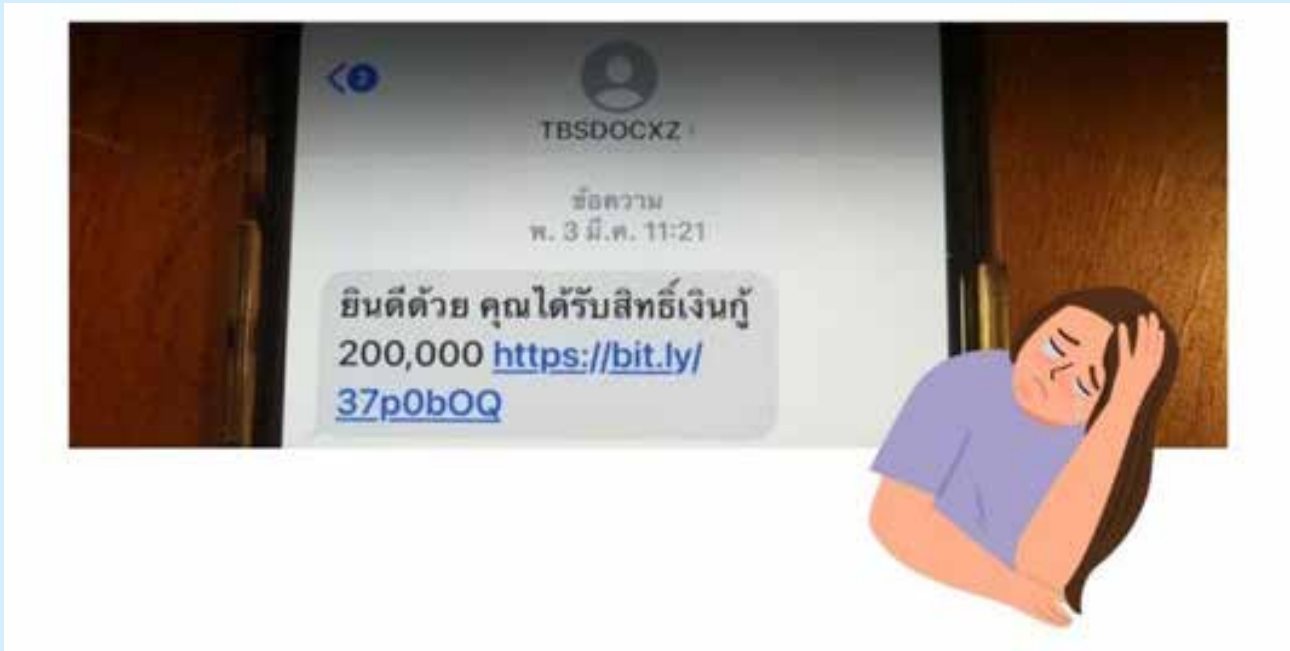 TBSDOCXZ
ข้อความ
พ. 3 มี.ค. 11:21
ยินดีด้วย คุณได้รับสิทธิ์เงินกู้
200,000 https://bit.ly/
37p0bOQ